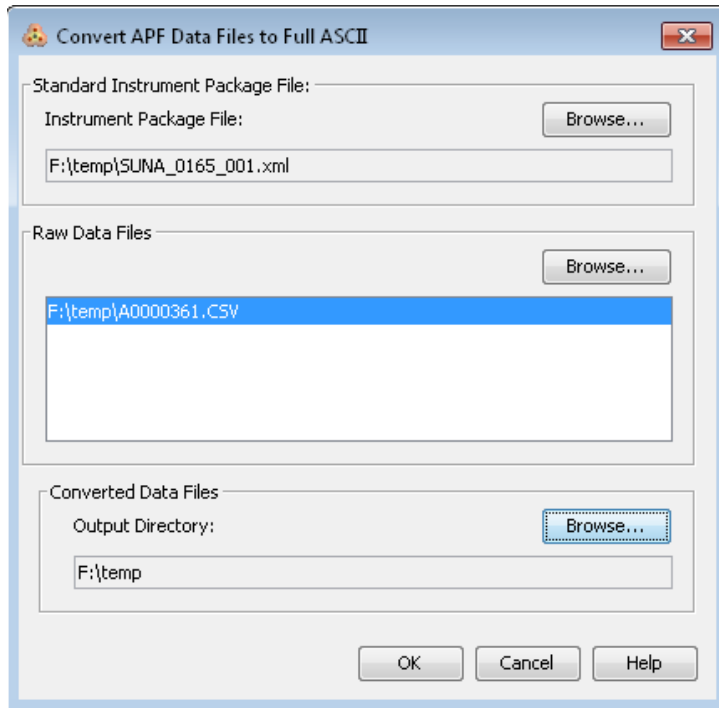 Convert APF Data Files to Full ASCII
Standard Instrument Package File:
Instrument Package File:
Browse...
F:\temp\SUNA_0165_001.xml
Raw Data Files
Browse...
F:\temp\A0000361.CSV
Converted Data Files
Output Directory:
Browse...
F:\temp
OK
Cancel
Help